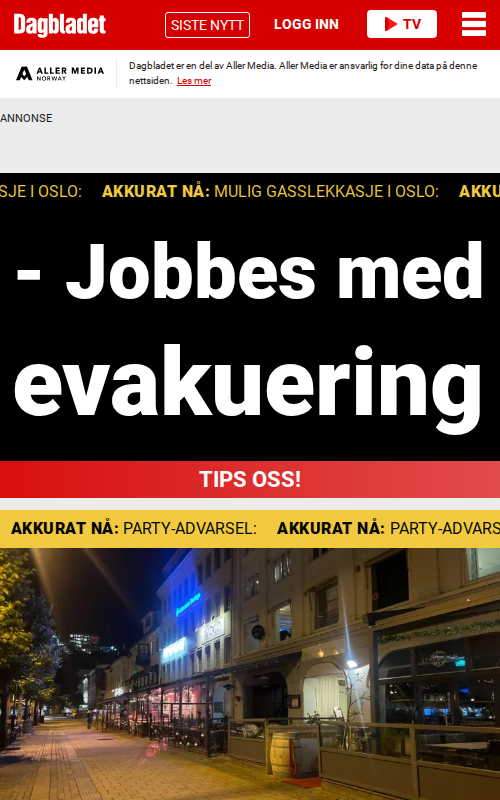 Dagbladet
SISTE NYTT
LOGG INN
TV
ALLER MEDIA
NORWAY
Dagbladet er en del av Aller Media. Aller Media er ansvarlig for dine data på denne
nettsiden. Les mer
ANNONSE
SJE I OSLO: AKKURAT NÅ: MULIG GASSLEKKASJE I OSLO: AKKU
- Jobbes med
evakuering
TIPS OSS!
AKKURAT NÅ: PARTY-ADVARSEL: AKKURAT NÅ: PARTY-ADVARS